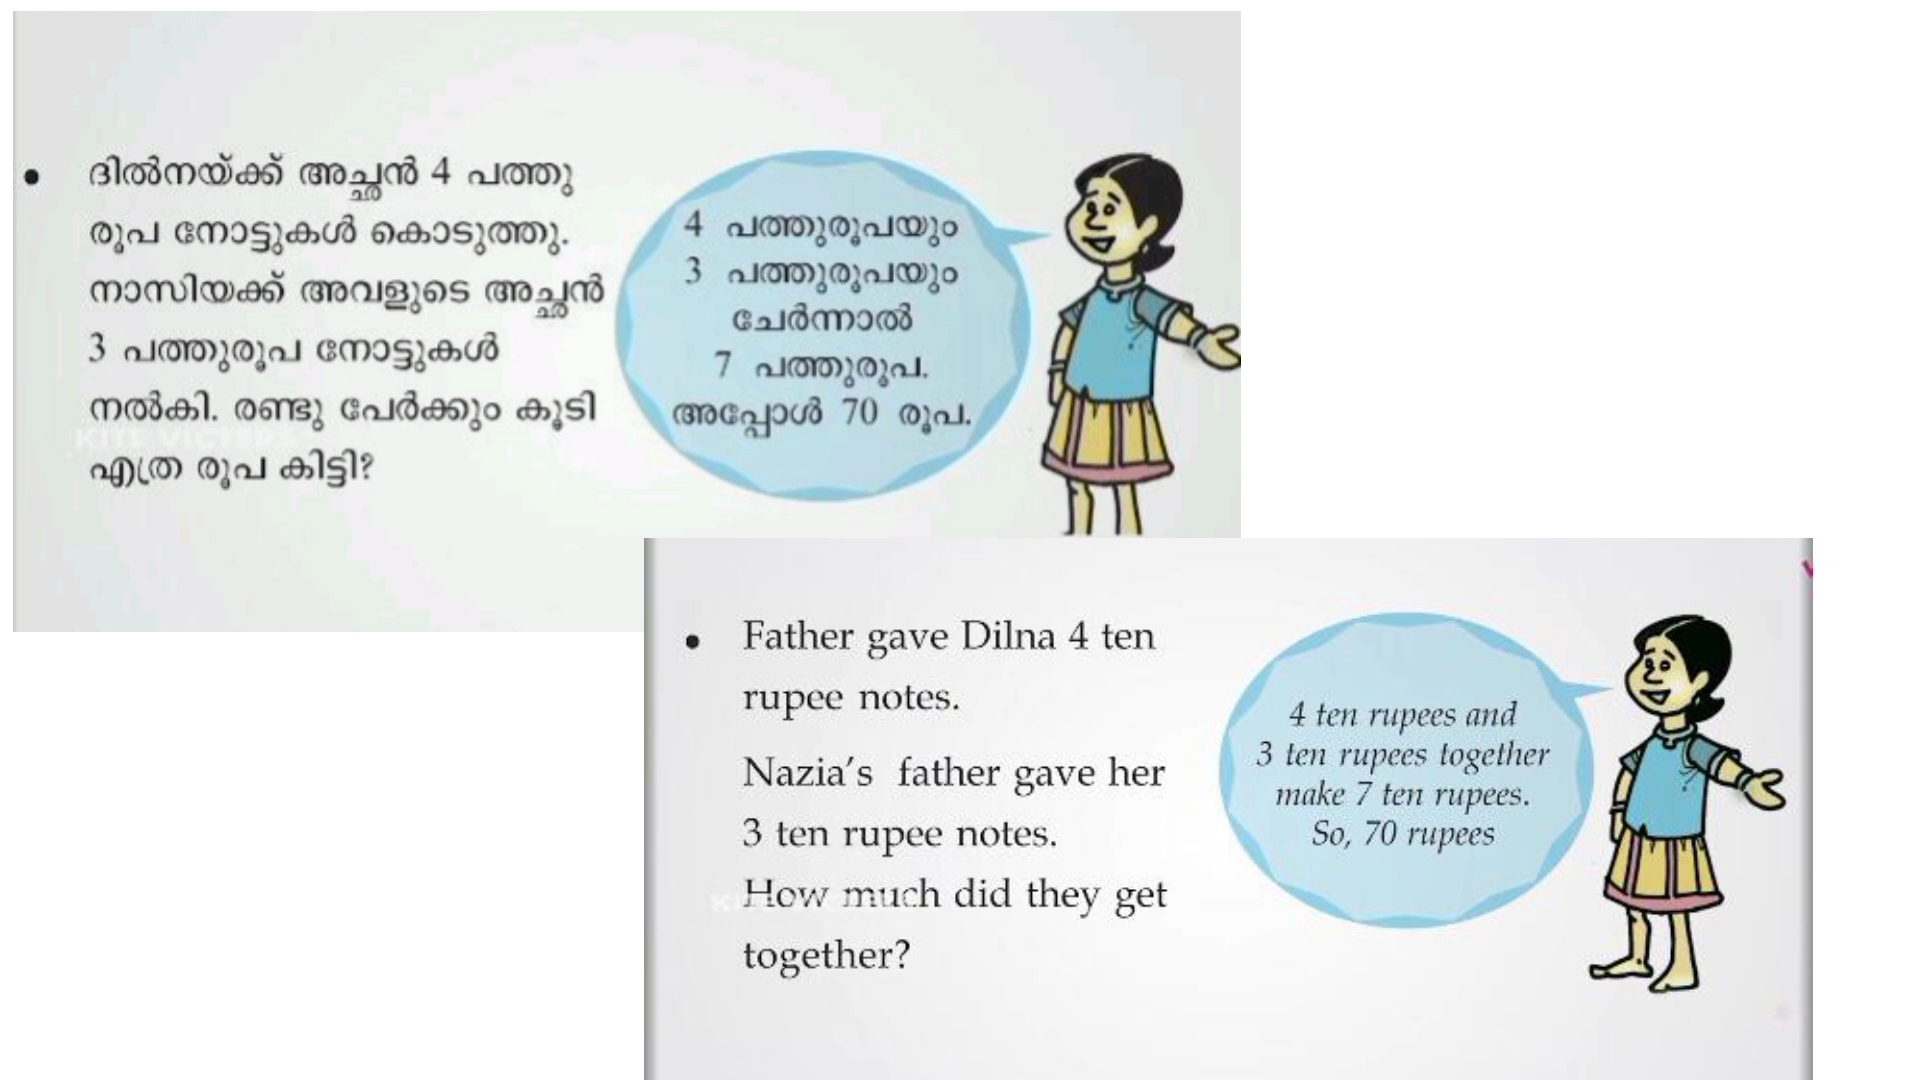 • ദിൽനയ്ക്ക് അച്ഛൻ 4 പത്തു
രൂപ നോട്ടുകൾ കൊടുത്തു.
നാസിയക്ക് അവളുടെ അച്ഛൻ
3 പത്തുരൂപ നോട്ടുകൾ
നൽകി. രണ്ടു പേർക്കും കൂടി
എത്ര രൂപ കിട്ടി?
4 പത്തുരൂപയും
3 പത്തുരൂപയും
ചേർന്നാൽ
7 പത്തുരൂപ.
അപ്പോൾ 70 രൂപ.
KITE VICTERS
• Father gave Dilna 4 ten
rupee notes.
Nazia’s father gave her
3 ten rupee notes.
How much did they get
together?
4 ten rupees and
3 ten rupees together
make 7 ten rupees.
So, 70 rupees